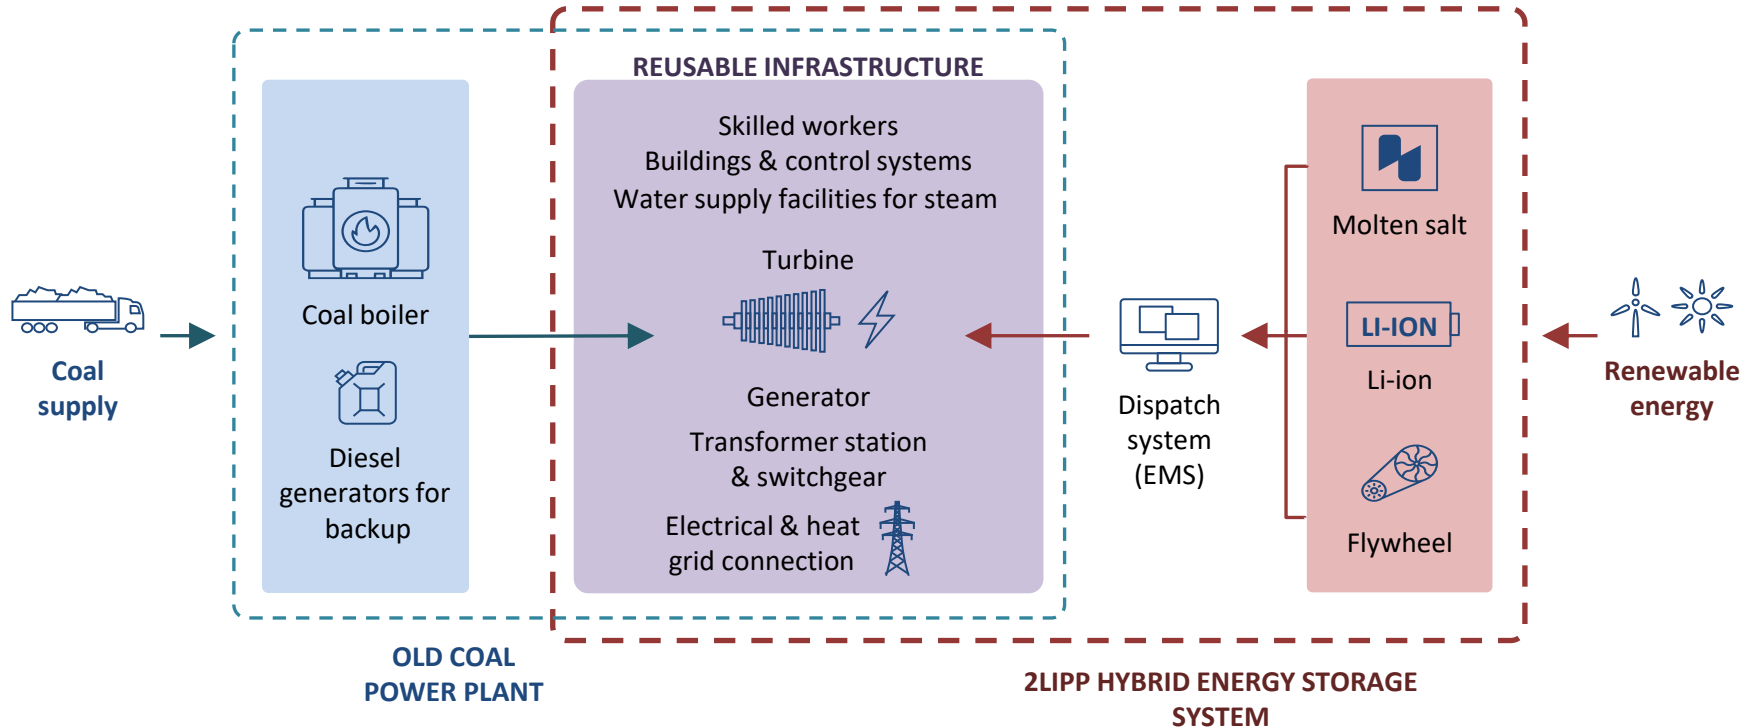 REUSABLE INFRASTRUCTURE
Skilled workers
Buildings & control systems
Water supply facilities for steam
Turbine
Generator
Transformer station
& switchgear
Electrical & heat
grid connection
Coal
supply
Coal boiler
Diesel
generators for
backup
OLD COAL
POWER PLANT
Dispatch
system
(EMS)
Molten salt
LI-ION
Li-ion
Flywheel
Renewable
energy
2LIPP HYBRID ENERGY STORAGE
SYSTEM